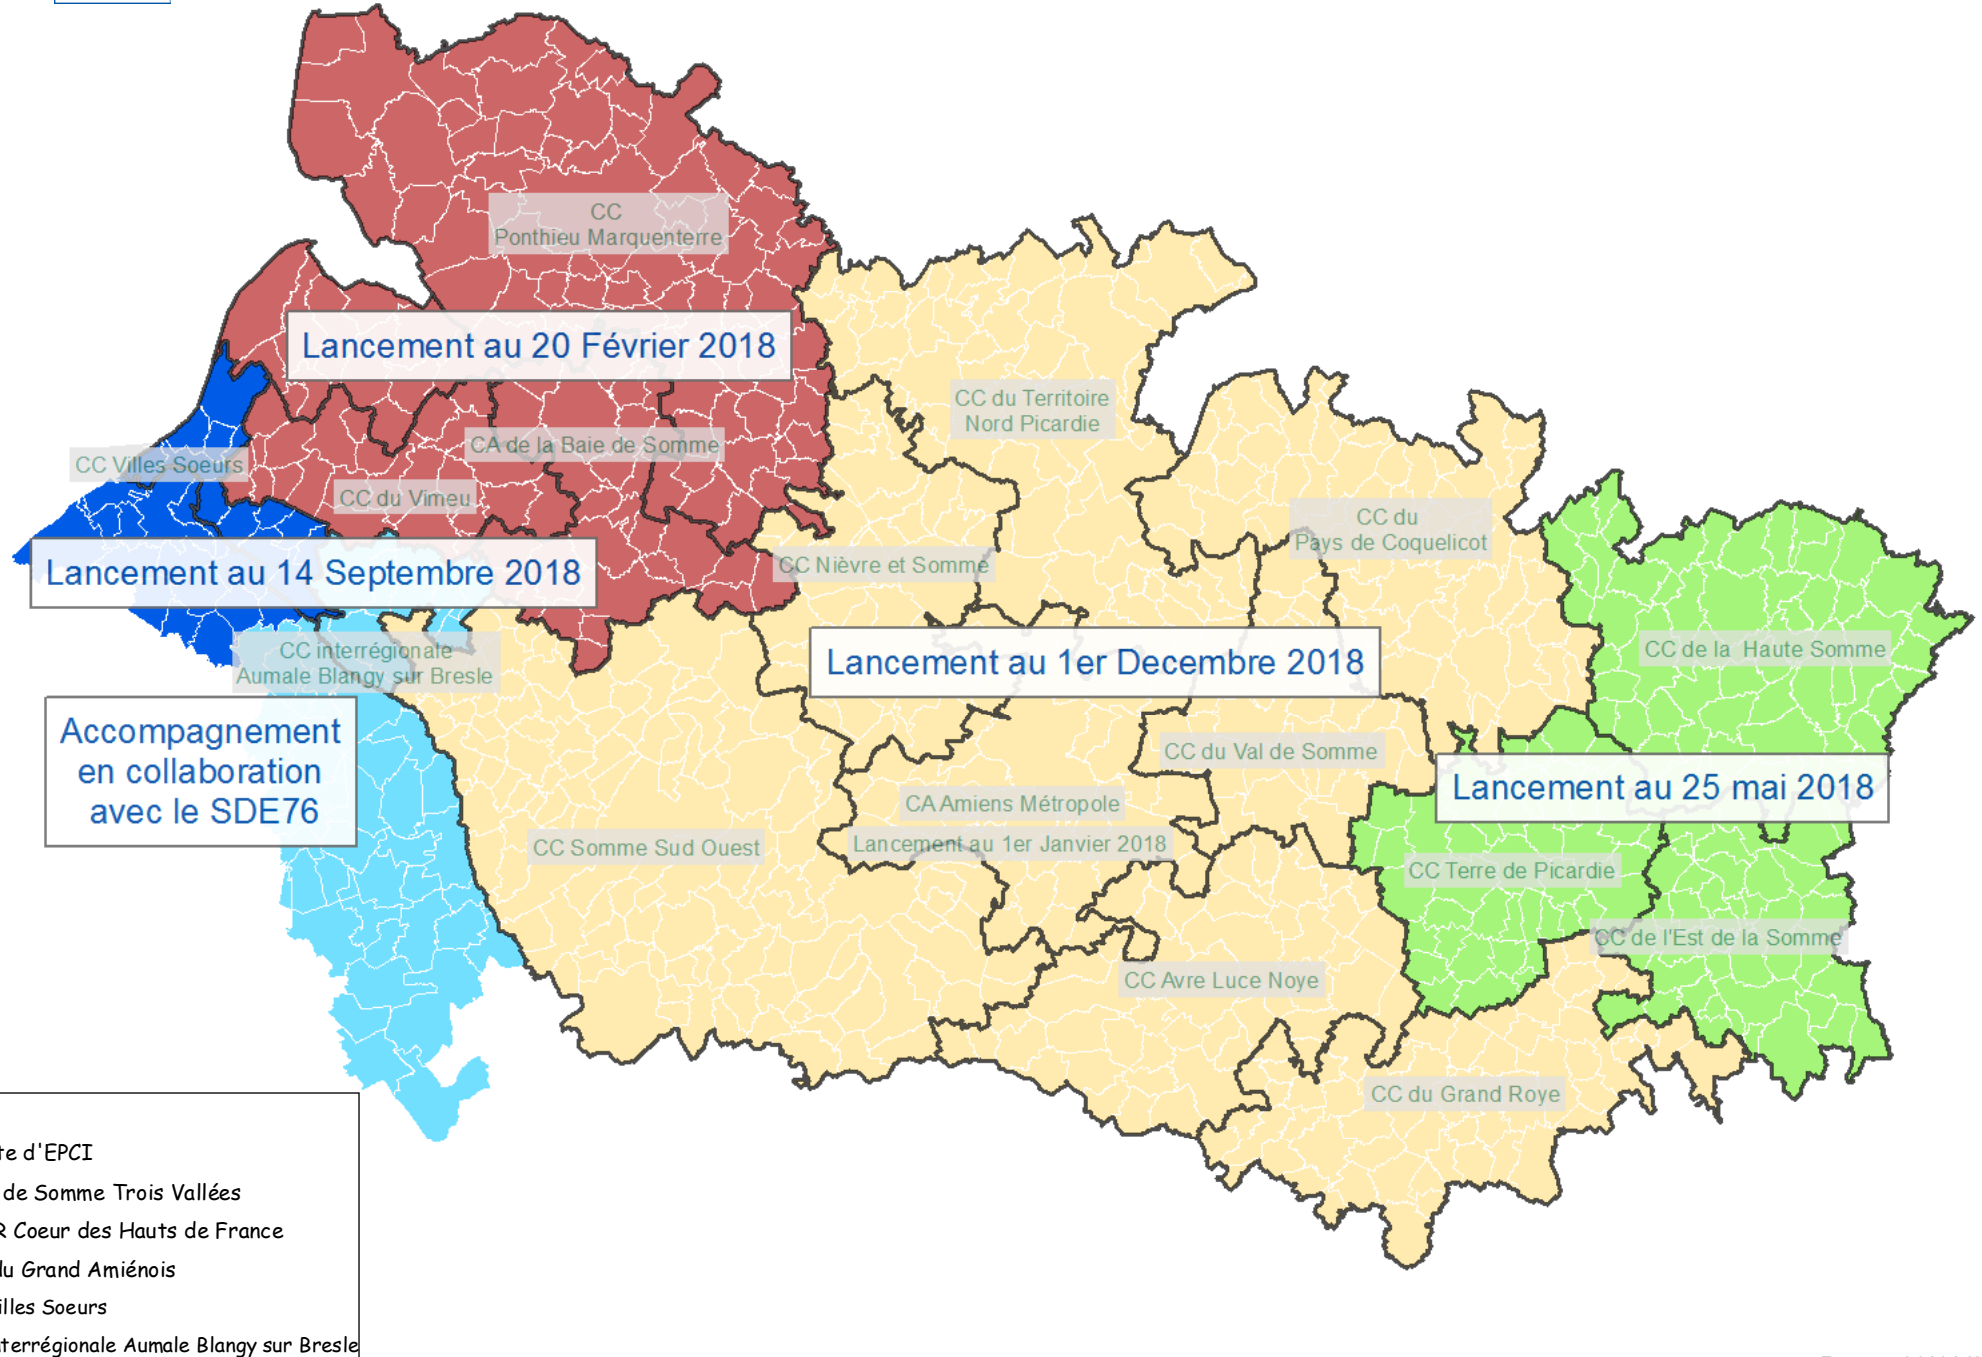 CC
Ponthieu Marquenterre
Lancement au 20 Février 2018
CC du Territoire
Nord Picardie
CA de la Baie de Somme
CC Villes Soeurs
CC du Vimeu
CC du
Pays de Coquelicot
CC Nièvre et Somme
Lancement au 14 Septembre 2018
CC interrégionale
Aumale Blangy sur Bresle
Lancement au 1er Decembre 2018
CC de la Haute Somme
Accompagnement
en collaboration
avec le SDE76
CC du Val de Somme
Lancement au 25 mai 2018
CA Amiens Métropole
Lancement au 1er Janvier 2018
CC Somme Sud Ouest
CC Terre de Picardie
CC de l'Est de la Somme
CC Avre Luce Noye
CC du Grand Roye
te d'EPCI
de Somme Trois Vallées
R Coeur des Hauts de France
du Grand Amiénois
illes Soeurs
nterrégionale Aumale Blangy sur Bresle